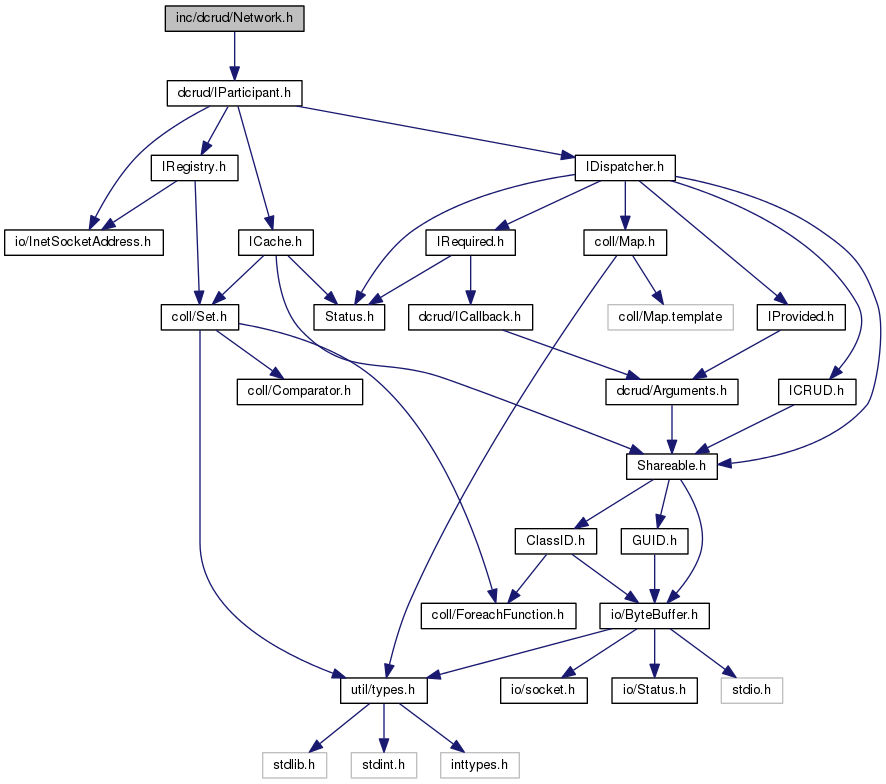 inc/dcrud/Network.h
dcrud/IParticipant.h
IRegistry.h
IDispatcher.h
io/InetSocketAddress.h
ICache.h
IRequired.h
coll/Map.h
coll/Set.h
Status.h
dcrud/ICallback.h
coll/Map.template
IProvided.h
coll/Comparator.h
dcrud/Arguments.h
ICRUD.h
Shareable.h
ClassID.h
GUID.h
coll/ForeachFunction.h
io/ByteBuffer.h
util/types.h
io/socket.h
io/Status.h
stdio.h
stdlib.h
stdint.h
inttypes.h